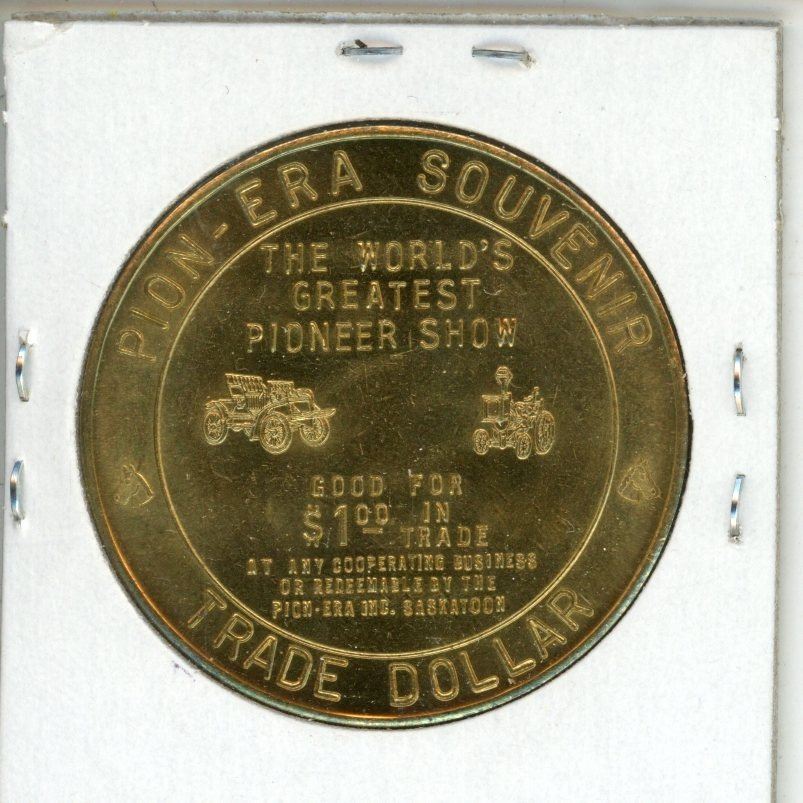 PION-ERA SOUVENIR
THE WORLD'S
GREATEST
PIONEER SHOW
GOOD FOR
$1.00 IN
TRADE
AT ANY COOPERATING BUSINESS
OR REDEEMABLE BY THE
PION-ERA INC. SASKATOON
TRADE DOLLAR